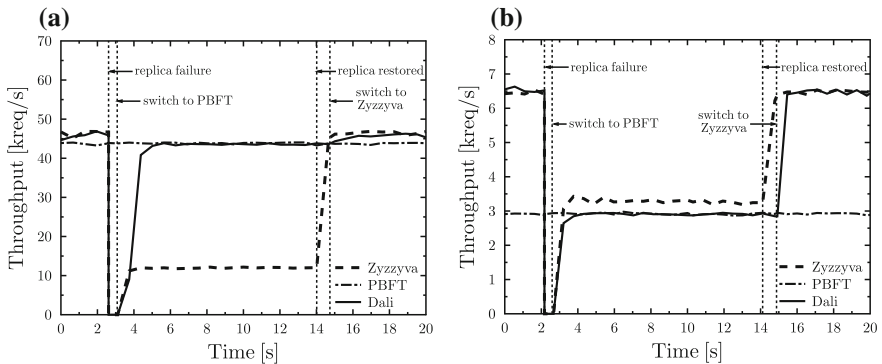 (a)
Throughput [kreq/s]
70
60
50
40
30
20
10
0
replica failure
replica restored
switch to PBFT
switch to
Zyzzyva
Zyzzyva
PBFT
Dali
0 2 4 6 8 10 12 14 16 18 20
Time [s]
(b)
Throughput [kreq/s]
8
7
6
5
4
3
2
1
0
replica failure
replica restored
switch to PBFT
switch to
Zyzzyva
Zyzzyva
PBFT
Dali
0 2 4 6 8 10 12 14 16 18 20
Time [s]